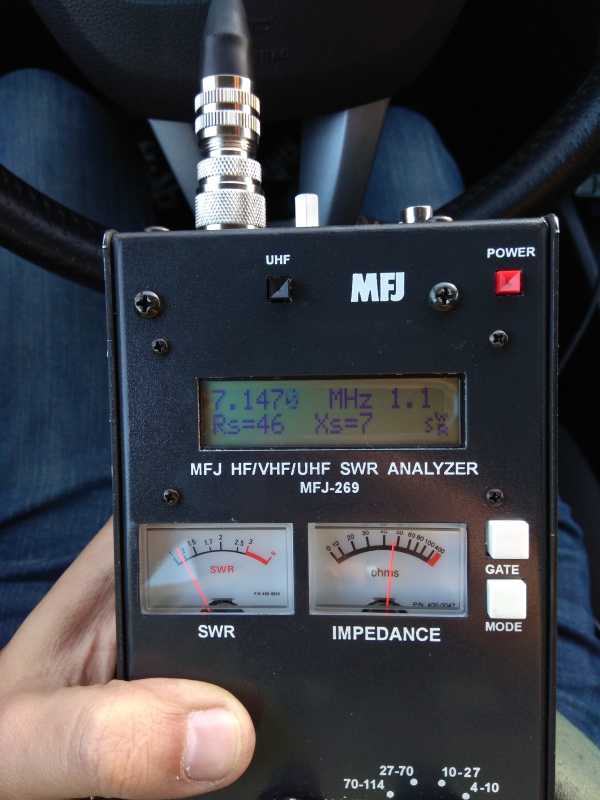 UHF
MFJ
POWER
7.1470 MHz 1.1
Rs=46 Xs=7 SWR
MFJ HF/VHF/UHF SWR ANALYZER
MFJ-269
SWR
ohms
GATE
SWR
IMPEDANCE
MODE
27-70
10-27
70-114
4-10